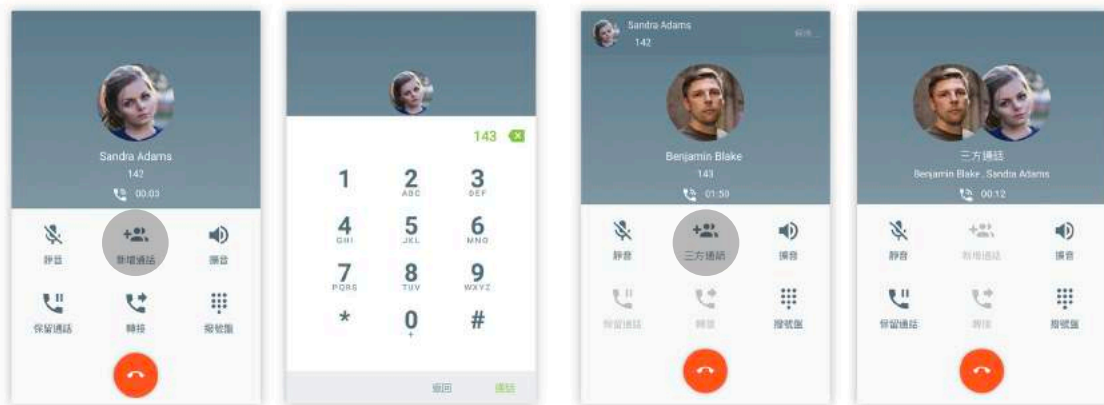 Sandra Adams
142
00:03
靜音
新增通話
擴音
保留通話
轉接
撥號盤
143
1
2
ABC
3
DEF
4
GHI
5
JKL
6
MNO
7
PQRS
8
TUV
9
WXYZ
*
0
+
#
返回
通話
Sandra Adams
142
保留
Benjamin Blake
143
01:50
靜音
三方通話
擴音
保留通話
轉接
撥號盤
三方通話
Benjamin Blake , Sandra Adams
00:12
靜音
新增通話
擴音
保留通話
轉接
撥號盤